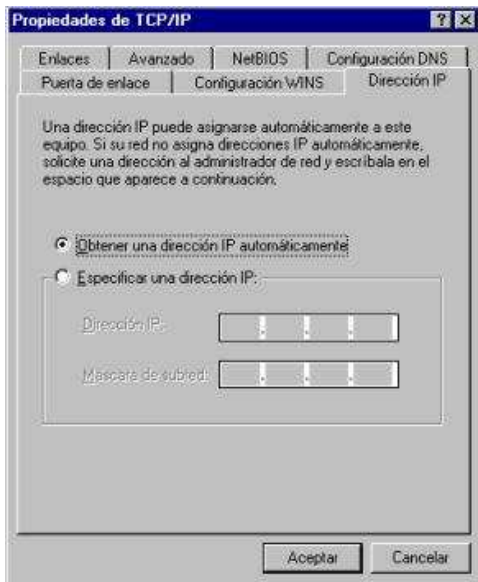 Propiedades de TCP/IP
Enlaces Avanzado NetBIOS Configuración DNS
Puerta de enlace Configuración WINS Dirección IP
Una dirección IP puede asignarse automáticamente a este
equipo. Si su red no asigna direcciones IP automáticamente,
solicite una dirección al administrador de red y escríbala en el
espacio que aparece a continuación.
Obtener una dirección IP automáticamente
Especificar una dirección IP:
Dirección IP:
Mascara de subred:
Aceptar Cancelar